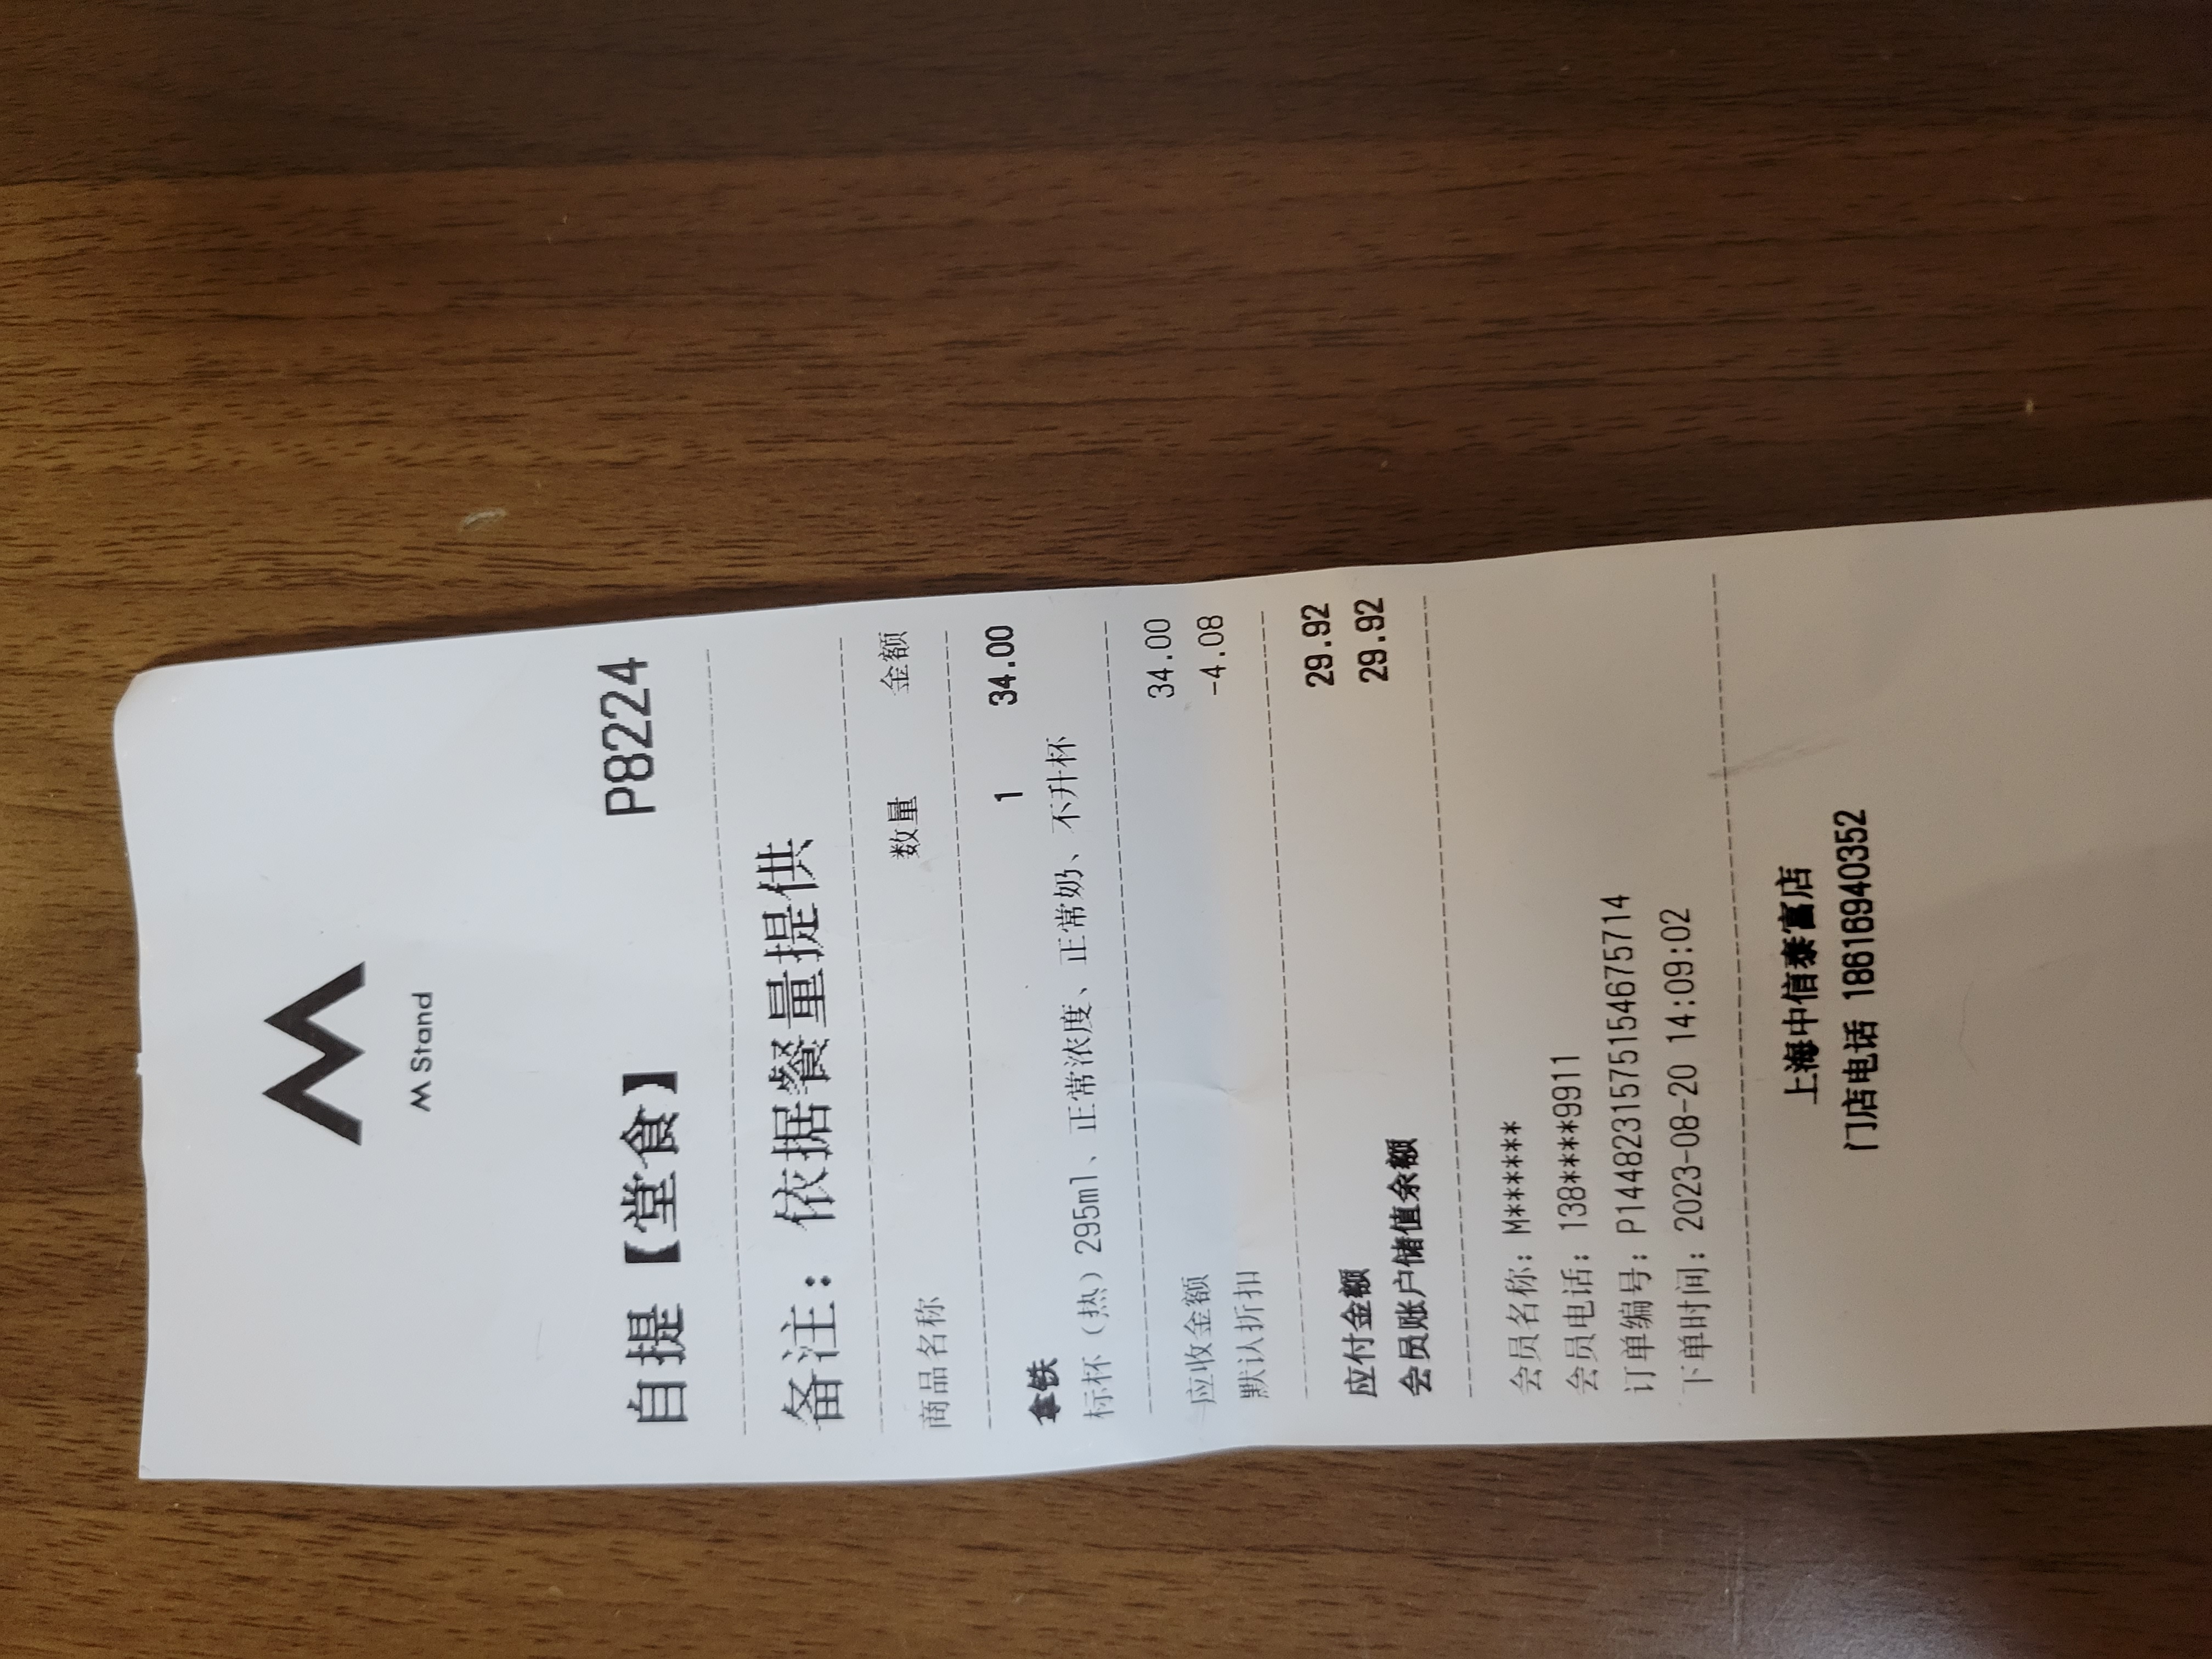 M Stand
自提【堂食】 P8224
备注：依据餐量提供
商品名称 数量 金额
拿铁 1 34.00
标杯（热）295ml、正常浓度、正常奶、不升杯
应收金额 34.00
默认折扣 -4.08
应付金额 29.92
会员账户储值余额 29.92
会员名称：M******
会员电话：138****9911
订单编号：P1448231575154675714
下单时间：2023-08-20 14:09:02
上海中信泰富店
门店电话 18616940352